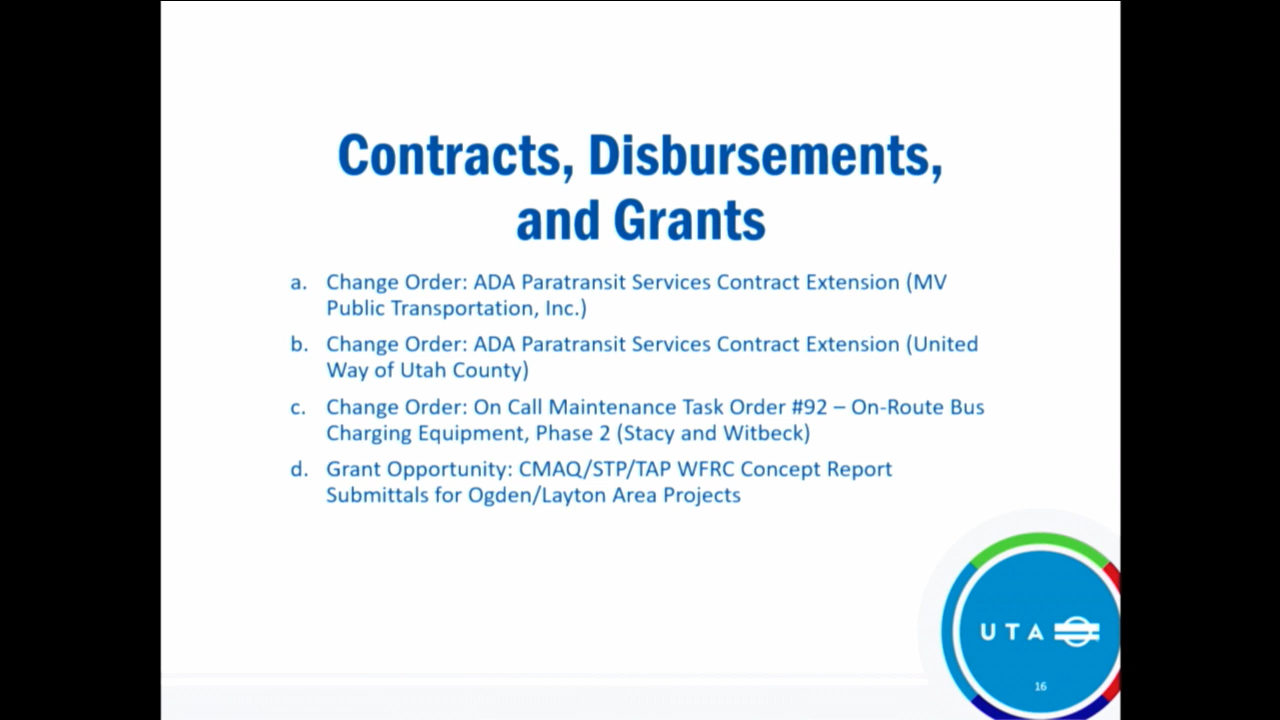 Contracts, Disbursements,
and Grants
a. Change Order: ADA Paratransit Services Contract Extension (MV
Public Transportation, Inc.)
b. Change Order: ADA Paratransit Services Contract Extension (United
Way of Utah County)
c. Change Order: On Call Maintenance Task Order #92 – On-Route Bus
Charging Equipment, Phase 2 (Stacy and Witbeck)
d. Grant Opportunity: CMAQ/STP/TAP WFRC Concept Report
Submittals for Ogden/Layton Area Projects
UTA
16